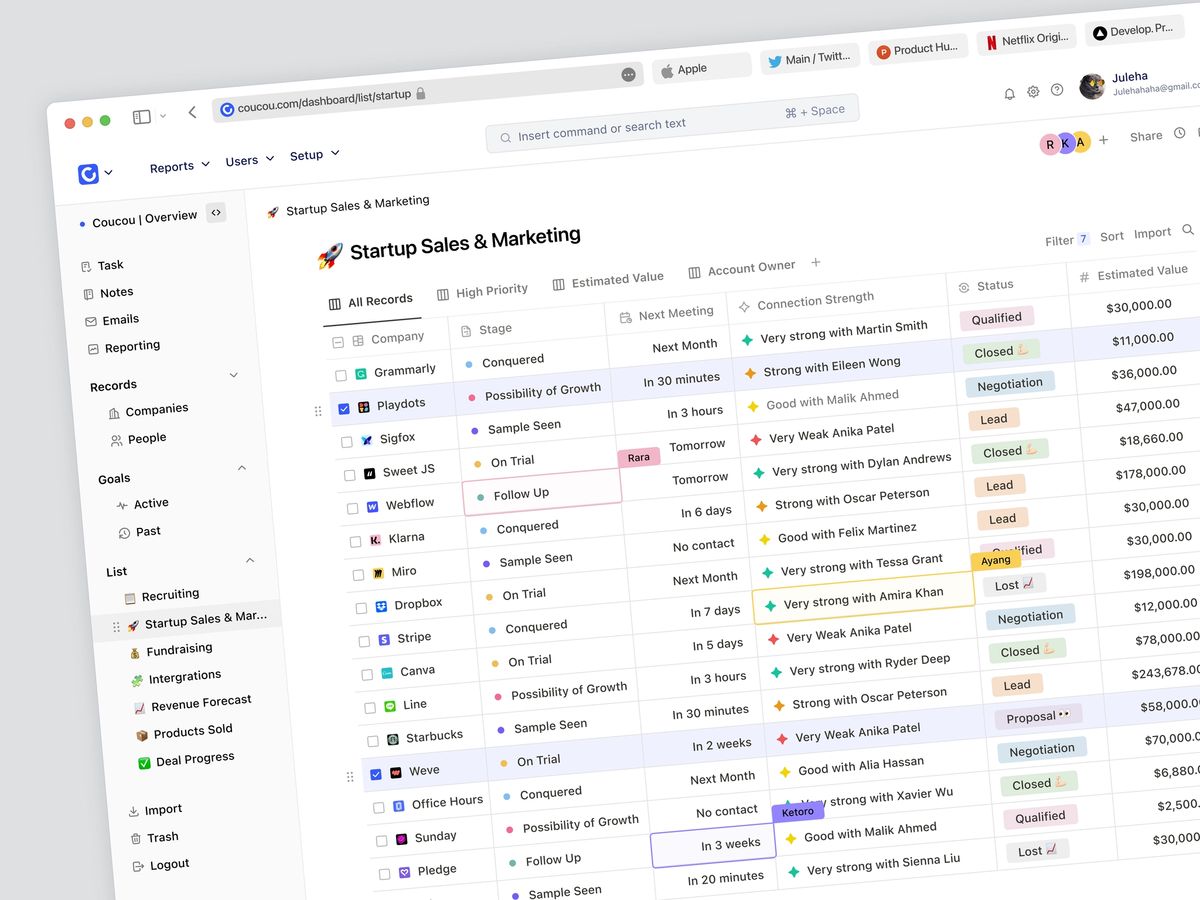 coucou.com/dashboard/list/startup
Apple
Main / Twitt...
Product Hu...
Netflix Origi...
Develop. Pr...
Reports Users Setup
Insert command or search text ⌘ + Space
Juleha
Julehahaha@gmail.co
R K A + Share
Coucou | Overview
Task
Notes
Emails
Reporting
Records
Companies
People
Goals
Active
Past
List
Recruiting
🚀 Startup Sales & Mar...
Fundraising
Intergrations
Revenue Forecast
Products Sold
Deal Progress
Import
Trash
Logout
🚀 Startup Sales & Marketing
🚀 Startup Sales & Marketing
Filter 7 Sort Import
All Records High Priority Estimated Value Account Owner +
Company Stage Next Meeting Connection Strength Status # Estimated Value
Grammarly Conquered Next Month Very strong with Martin Smith Qualified $30,000.00
Playdots Possibility of Growth In 30 minutes Strong with Eileen Wong Closed 💪🏻 $11,000.00
Sigfox Sample Seen In 3 hours Good with Malik Ahmed Negotiation $36,000.00
Sweet JS On Trial Tomorrow Very Weak Anika Patel Lead $47,000.00
Rara
Webflow Follow Up Tomorrow Very strong with Dylan Andrews Closed 💪🏻 $18,660.00
Klarna Conquered In 6 days Strong with Oscar Peterson Lead $178,000.00
Miro Sample Seen No contact Good with Felix Martinez Lead $30,000.00
Dropbox On Trial Next Month Very strong with Tessa Grant Qualified $30,000.00
Ayang
Stripe Conquered In 7 days Very strong with Amira Khan Lost 📈 $198,000.00
Canva On Trial In 5 days Very Weak Anika Patel Negotiation $12,000.00
Line Possibility of Growth In 3 hours Very strong with Ryder Deep Closed 💪🏻 $78,000.00
Starbucks Sample Seen In 30 minutes Strong with Oscar Peterson Lead $243,678.00
Weve On Trial In 2 weeks Very Weak Anika Patel Proposal 👀 $58,000.00
Office Hours Conquered Next Month Good with Alia Hassan Negotiation $70,000.
Sunday Possibility of Growth No contact Very strong with Xavier Wu Closed 💪🏻 $6,880.
Ketoro
Pledge Follow Up In 3 weeks Good with Malik Ahmed Qualified $2,500.
Sample Seen In 20 minutes Very strong with Sienna Liu Lost 📈 $30,000